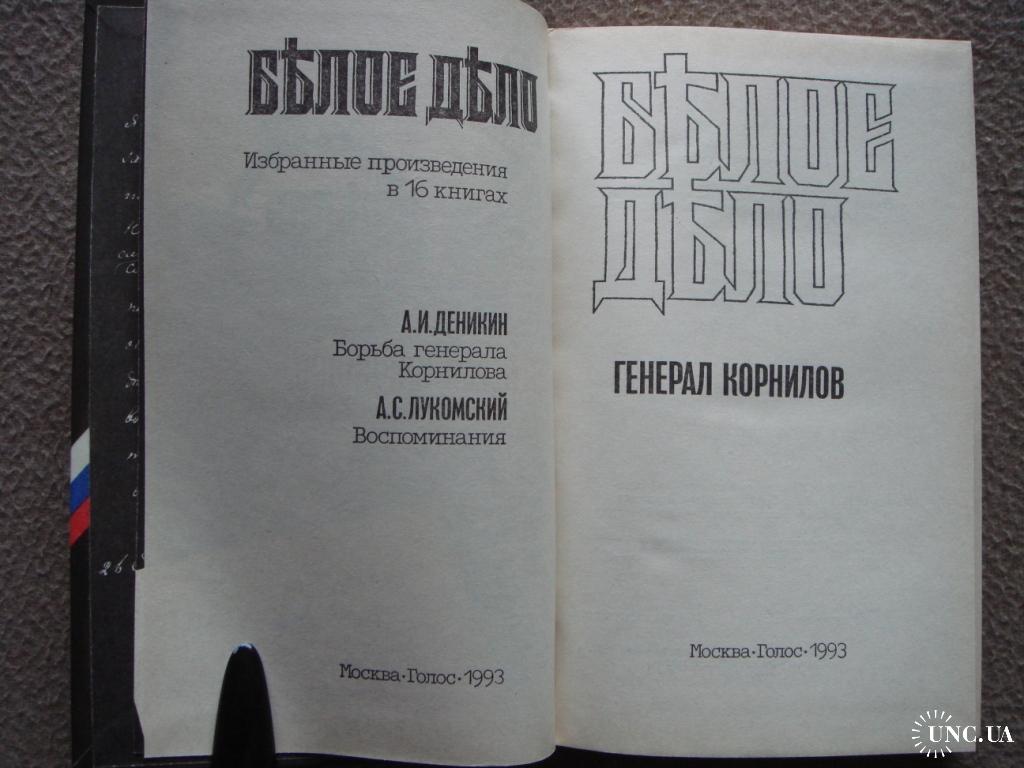 БѢЛОЕ ДѢЛО
Избранные произведения
в 16 книгах
А.И.ДЕНИКИН
Борьба генерала
Корнилова
А.С.ЛУКОМСКИЙ
Воспоминания
Москва·Голос·1993
БѢЛОЕ
ДѢЛО
ГЕНЕРАЛ КОРНИЛОВ
Москва·Голос·1993
UNC.UA